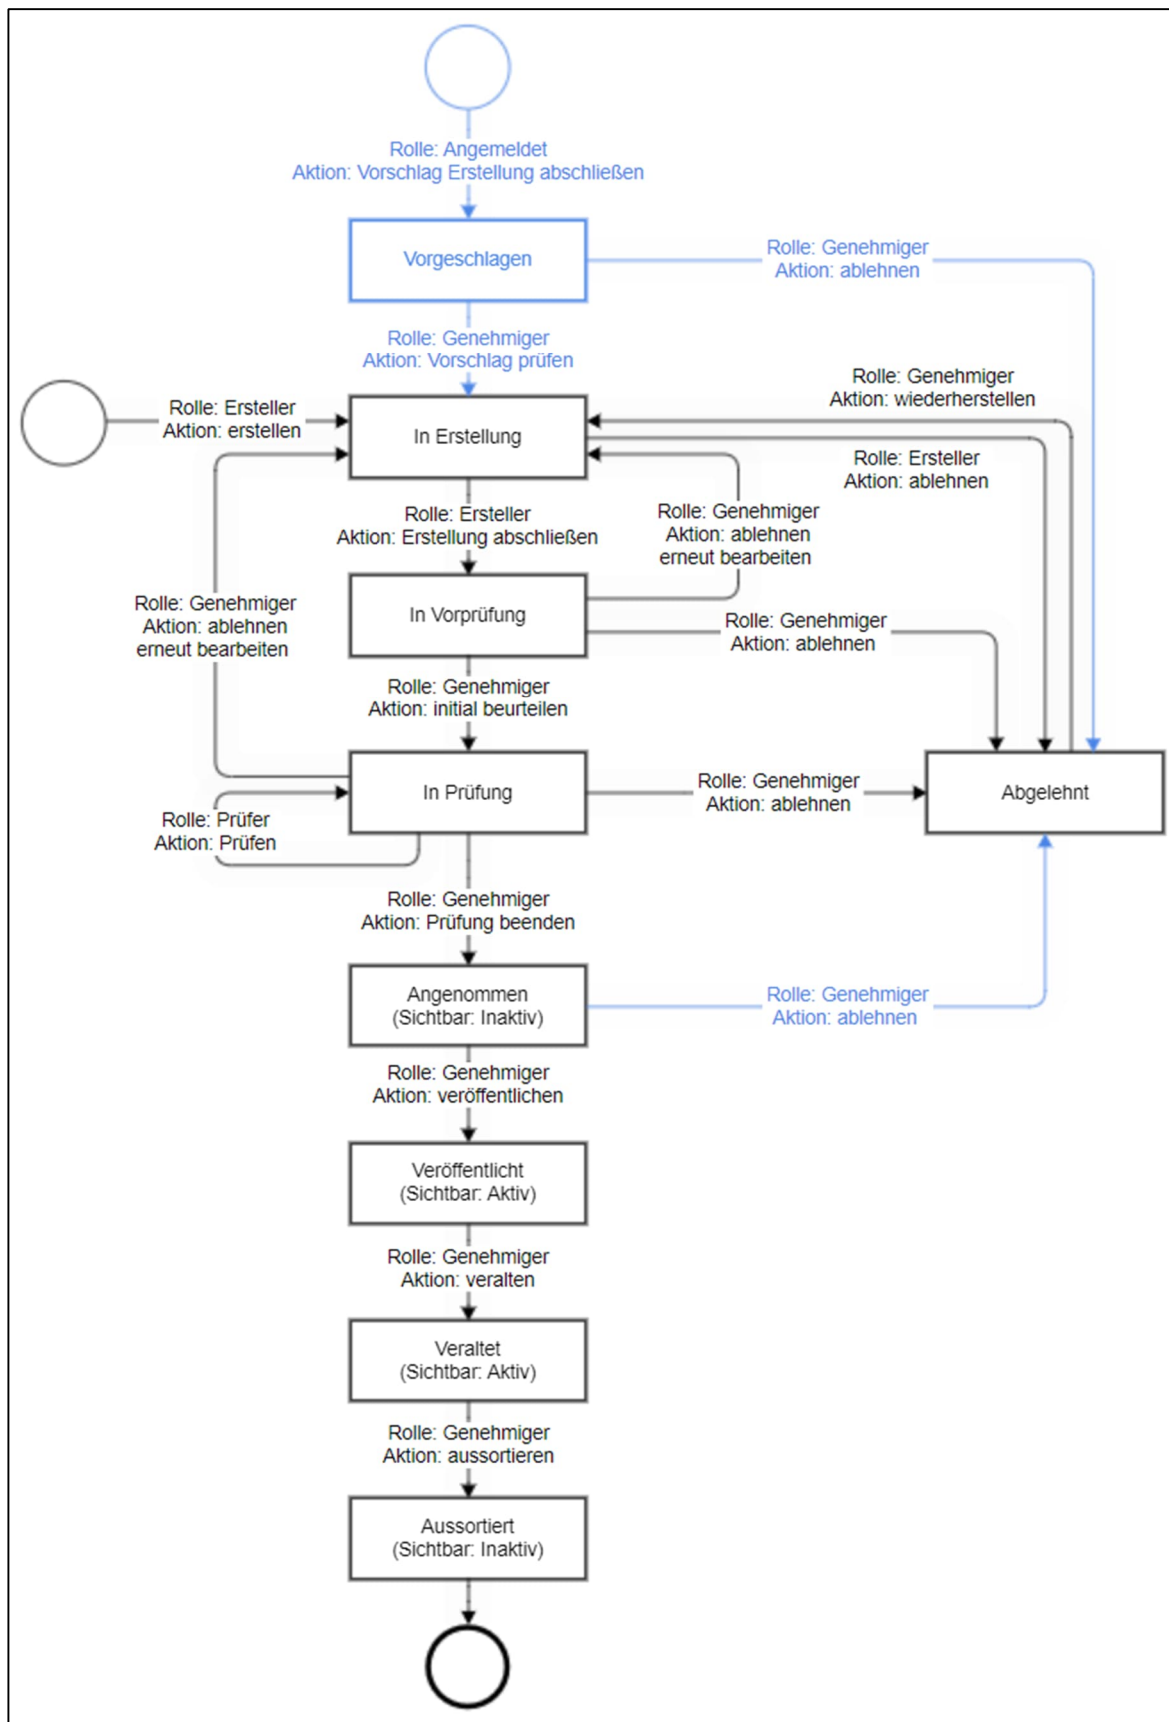 Rolle: Angemeldet
Aktion: Vorschlag Erstellung abschließen
Vorgeschlagen
Rolle: Genehmiger
Aktion: ablehnen
Rolle: Genehmiger
Aktion: Vorschlag prüfen
Rolle: Genehmiger
Aktion: wiederherstellen
Rolle: Ersteller
Aktion: erstellen
In Erstellung
Rolle: Ersteller
Aktion: ablehnen
Rolle: Ersteller
Aktion: Erstellung abschließen
Rolle: Genehmiger
Aktion: ablehnen
erneut bearbeiten
Rolle: Genehmiger
Aktion: ablehnen
erneut bearbeiten
In Vorprüfung
Rolle: Genehmiger
Aktion: ablehnen
Rolle: Genehmiger
Aktion: initial beurteilen
In Prüfung
Rolle: Genehmiger
Aktion: ablehnen
Abgelehnt
Rolle: Prüfer
Aktion: Prüfen
Rolle: Genehmiger
Aktion: Prüfung beenden
Angenommen
(Sichtbar: Inaktiv)
Rolle: Genehmiger
Aktion: ablehnen
Rolle: Genehmiger
Aktion: veröffentlichen
Veröffentlicht
(Sichtbar: Aktiv)
Rolle: Genehmiger
Aktion: veralten
Veraltet
(Sichtbar: Aktiv)
Rolle: Genehmiger
Aktion: aussortieren
Aussortiert
(Sichtbar: Inaktiv)